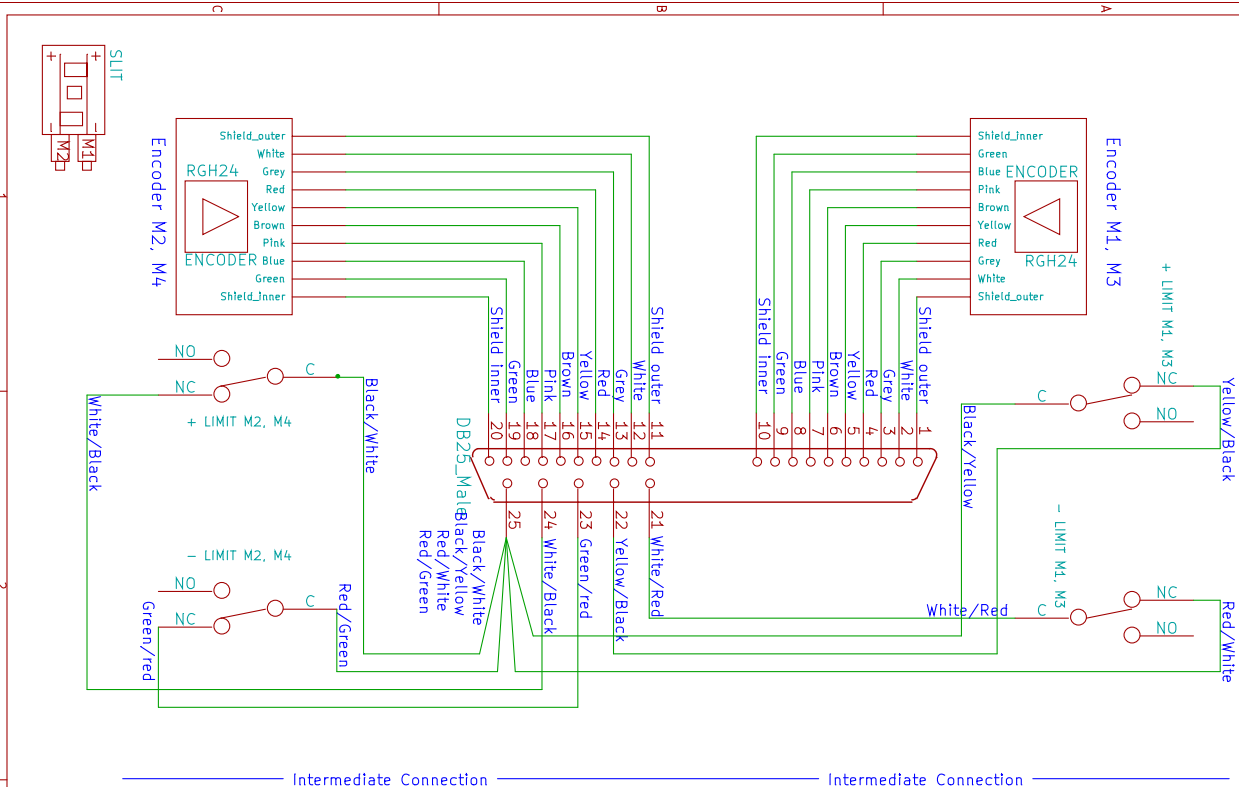 C
B
A
1
2
SLIT
+
+
-
-
M2
M1
Encoder M2, M4
RGH24
ENCODER
Shield_outer
White
Grey
Red
Yellow
Brown
Pink
Blue
Green
Shield_inner
Shield_inner
Green
Blue
Pink
Brown
Yellow
Red
Grey
White
Shield_outer
ENCODER
RGH24
Encoder M1, M3
Shield inner
Green
Blue
Pink
Brown
Yellow
Red
Grey
White
Shield outer
Shield inner
Green
Blue
Pink
Brown
Yellow
Red
Grey
White
Shield outer
20
19
18
17
16
15
14
13
12
11
10
9
8
7
6
5
4
3
2
1
DB25_Male
25
24
23
22
21
Black/White
Black/Yellow
Red/White
Red/Green
White/Black
Green/red
Yellow/Black
White/Red
NO
NC
C
+ LIMIT M2, M4
White/Black
Black/White
- LIMIT M2, M4
NO
NC
C
Green/red
Red/Green
+ LIMIT M1, M3
NC
NO
C
Yellow/Black
Black/Yellow
- LIMIT M1, M3
NC
NO
C
White/Red
Red/White
Intermediate Connection
Intermediate Connection